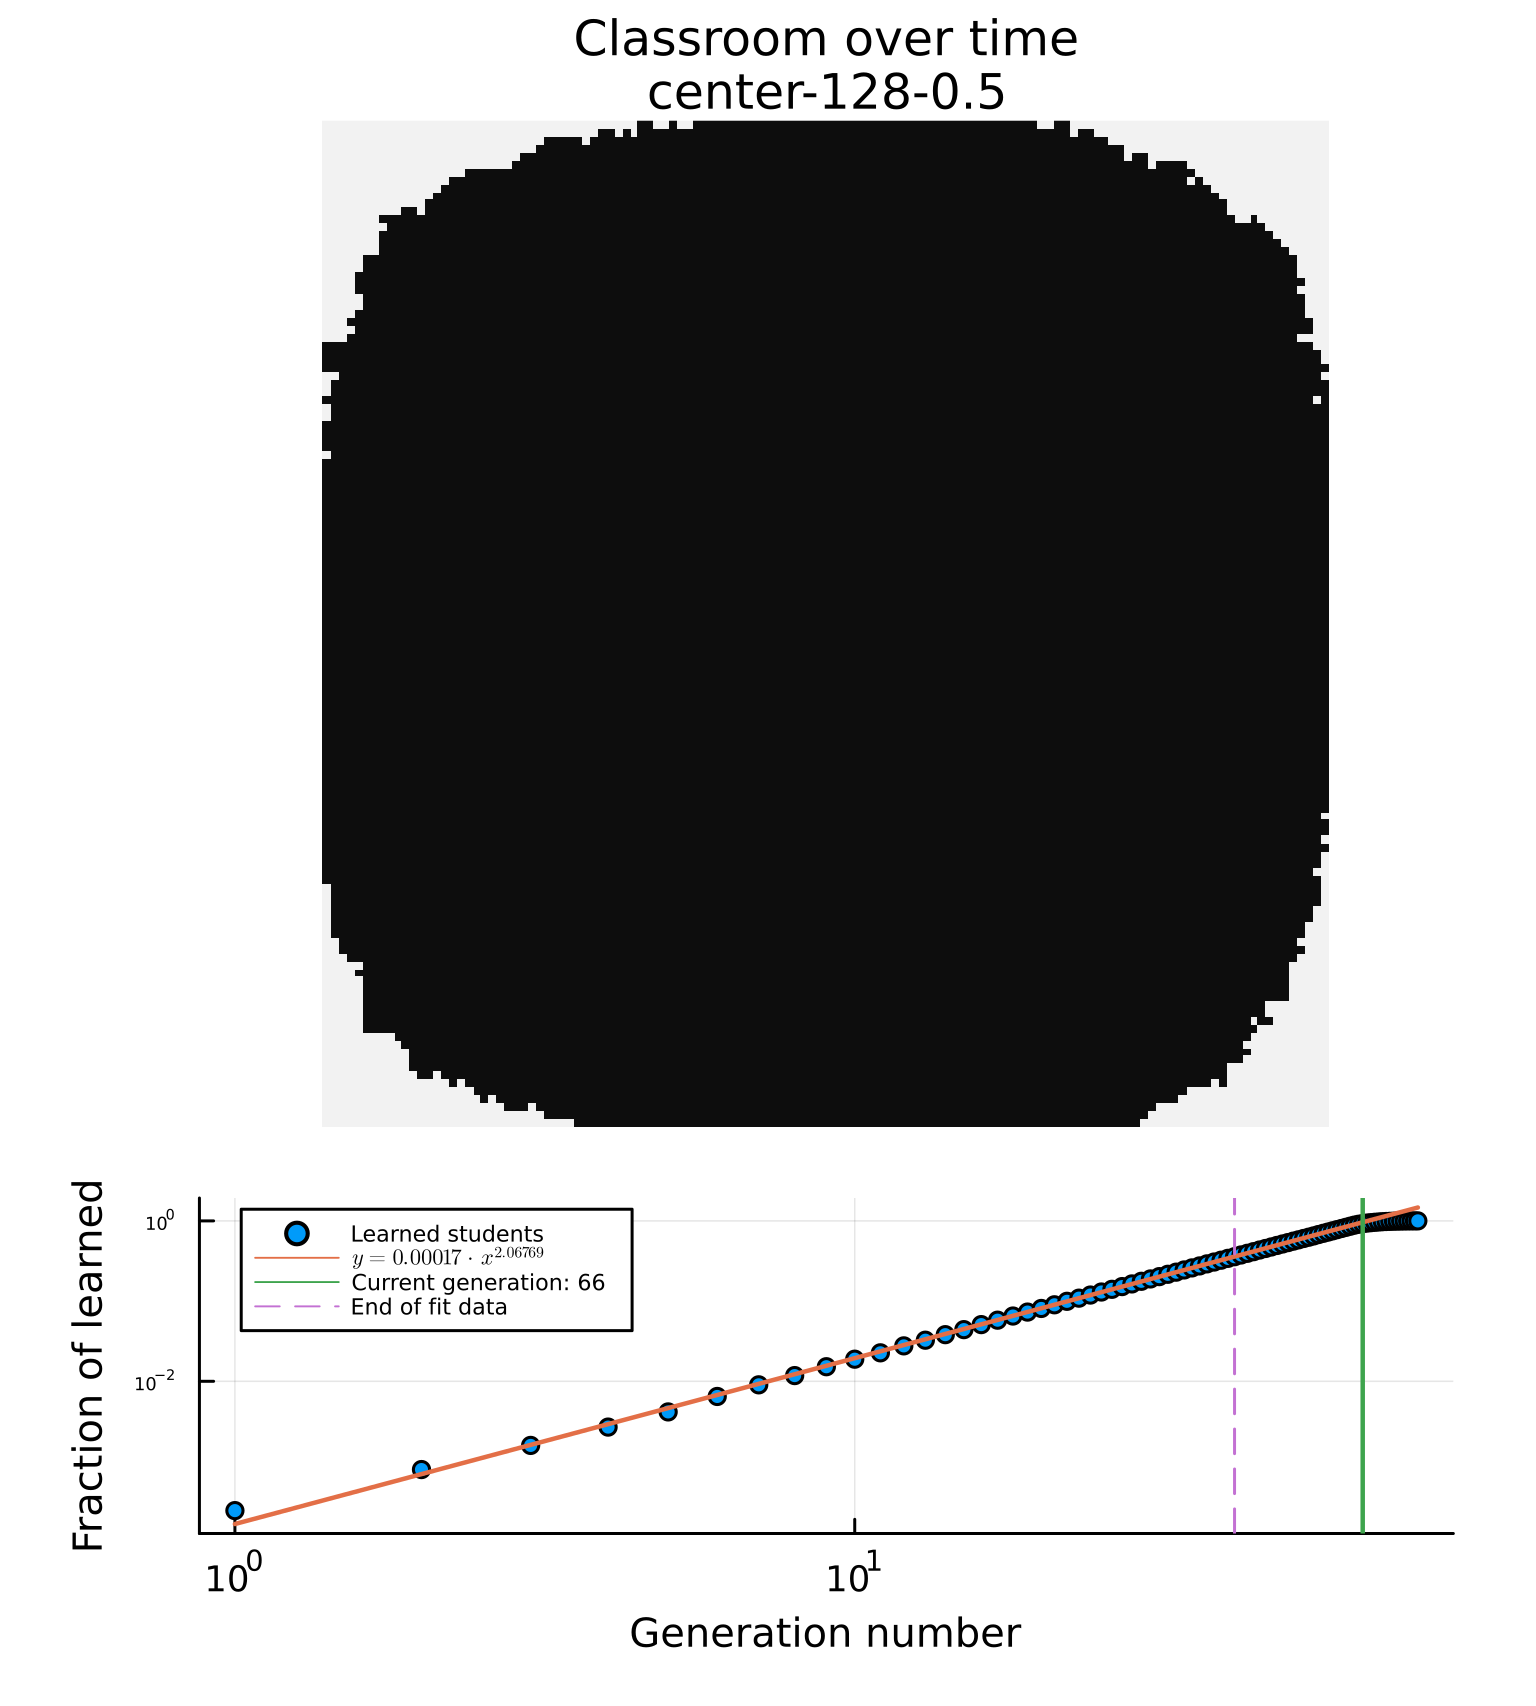 Classroom over time
center-128-0.5
Fraction of learned
10⁰
10⁻²
Learned students
y = 0.00017 · x^2.06769
Current generation: 66
End of fit data
10⁰
10¹
Generation number